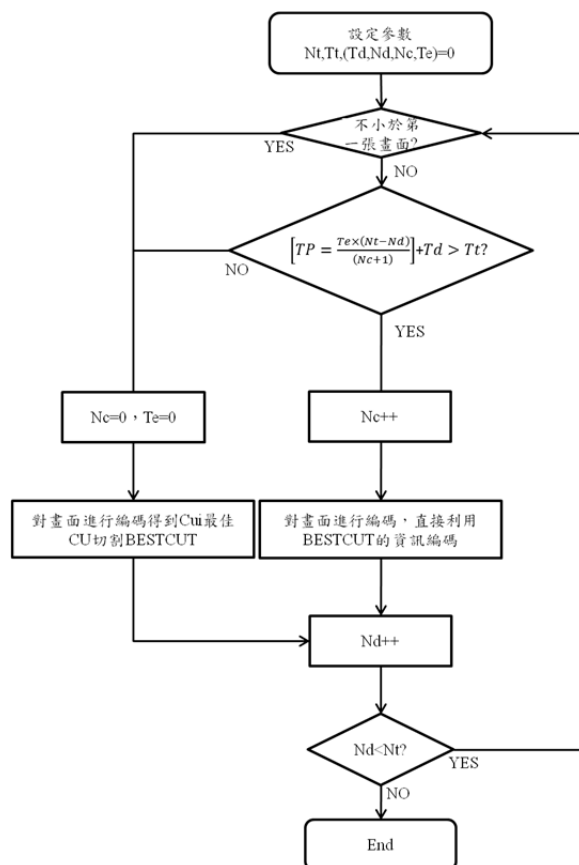 設定參數
Nt,Tt,(Td,Nd,Nc,Te)=0
不小於第
一張畫面?
YES
NO
[TP = Te×(Nt−Nd)/(Nc+1)]+Td > Tt?
NO
YES
Nc=0，Te=0
Nc++
對畫面進行編碼得到Cui最佳
CU切割BESTCUT
對畫面進行編碼，直接利用
BESTCUT的資訊編碼
Nd++
Nd<Nt?
YES
NO
End